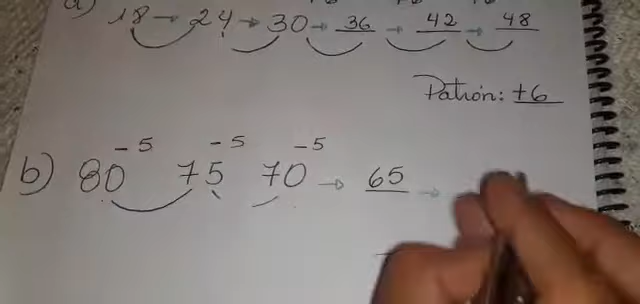 a) 18 → 24 → 30 → 36 → 42 → 48
Patrón: +6
-5 -5 -5
b) 80 75 70 → 65 →